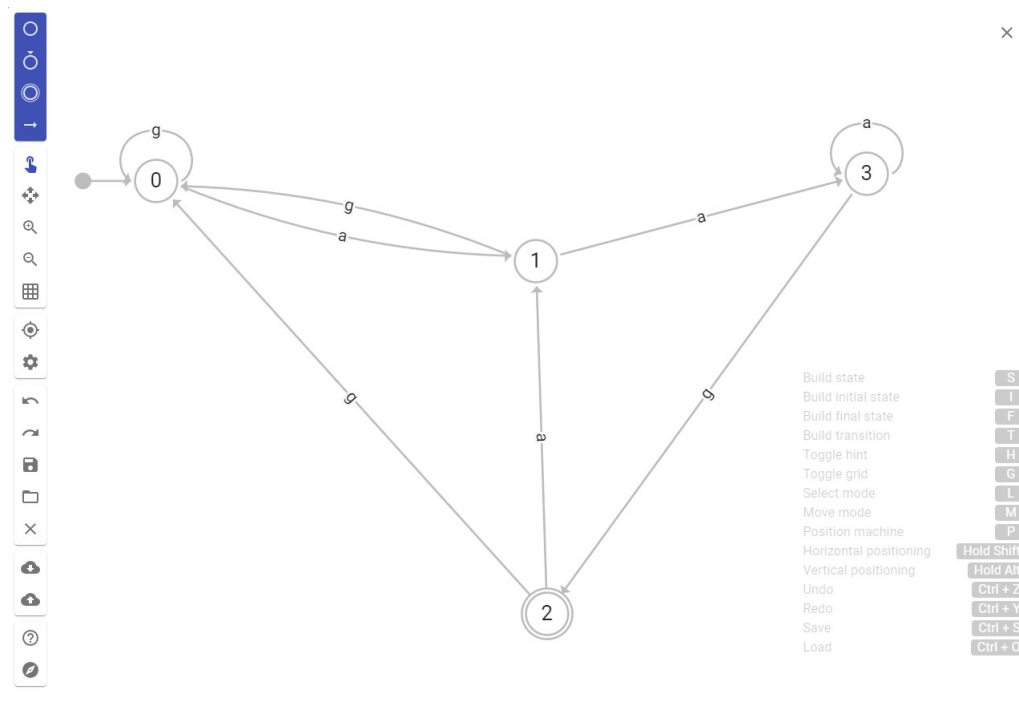 g
0
3
a
g
a
1
a
g
g
a
2
Build state S
Build initial state I
Build final state F
Build transition T
Toggle hint H
Toggle grid G
Select mode L
Move mode M
Position machine P
Horizontal positioning Hold Shift
Vertical positioning Hold Alt
Undo Ctrl + Z
Redo Ctrl + Y
Save Ctrl + S
Load Ctrl + O